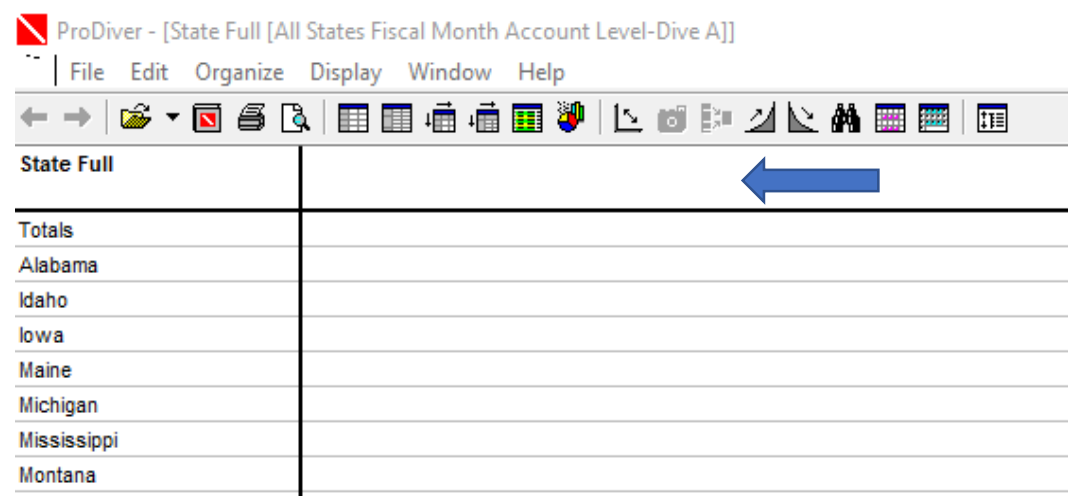 ProDiver - [State Full [All States Fiscal Month Account Level-Dive A]]
File Edit Organize Display Window Help
State Full
Totals
Alabama
Idaho
Iowa
Maine
Michigan
Mississippi
Montana